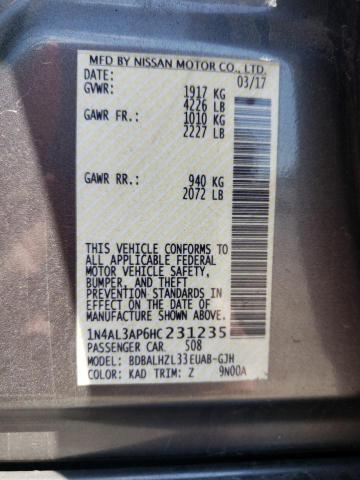 MFD BY NISSAN MOTOR CO., LTD.
DATE: 03/17
GVWR: 1917 KG
4226 LB
GAWR FR.: 1010 KG
2227 LB
GAWR RR.: 940 KG
2072 LB
THIS VEHICLE CONFORMS TO
ALL APPLICABLE FEDERAL
MOTOR VEHICLE SAFETY,
BUMPER, AND THEFT
PREVENTION STANDARDS IN
EFFECT ON THE DATE OF
MANUFACTURE SHOWN ABOVE.
1N4AL3AP6HC231235
PASSENGER CAR 508
MODEL: BDBALHZL33EUAB-GJH
COLOR: KAD TRIM: Z 9N00A